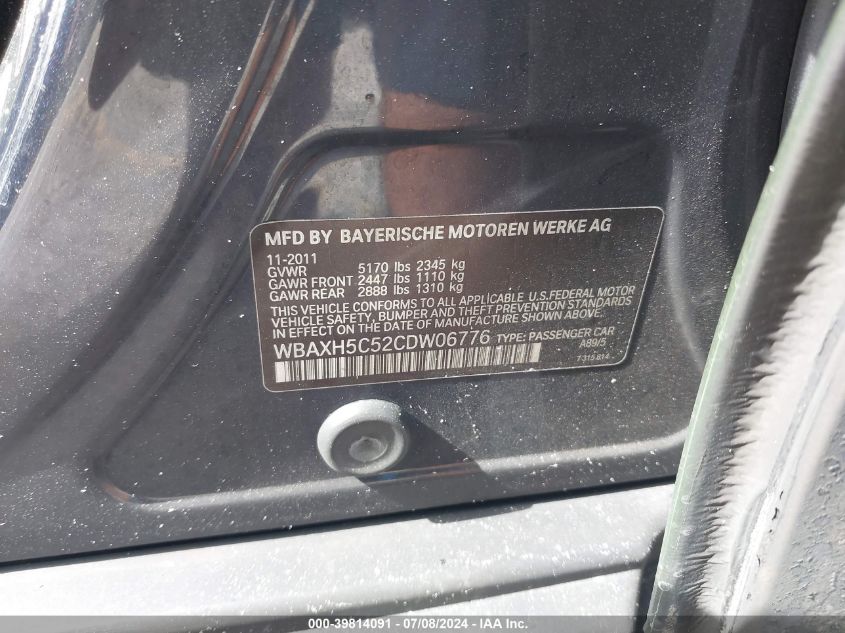 MFD BY BAYERISCHE MOTOREN WERKE AG
11-2011
GVWR 5170 lbs 2345 kg
GAWR FRONT 2447 lbs 1110 kg
GAWR REAR 2888 lbs 1310 kg
THIS VEHICLE CONFORMS TO ALL APPLICABLE U.S.FEDERAL MOTOR
VEHICLE SAFETY, BUMPER AND THEFT PREVENTION STANDARDS
IN EFFECT ON THE DATE OF MANUFACTURE SHOWN ABOVE.
WBAXH5C52CDW06776 TYPE: PASSENGER CAR
A89/5
7315814
000-39814091 - 07/08/2024 - IAA Inc.